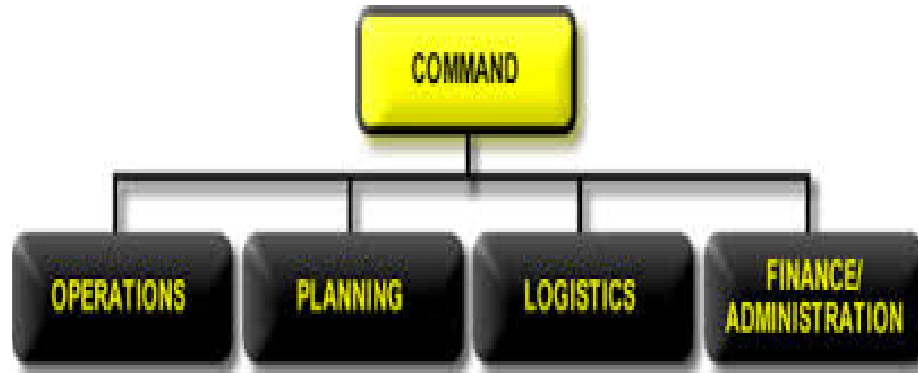 COMMAND
OPERATIONS
PLANNING
LOGISTICS
FINANCE/
ADMINISTRATION